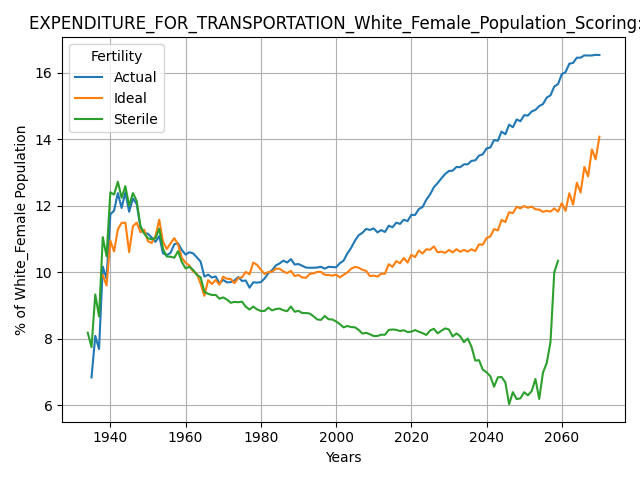 EXPENDITURE_FOR_TRANSPORTATION_White_Female_Population_Scoring:
Fertility
Actual
Ideal
Sterile
% of White_Female Population
16
14
12
10
8
6
1940 1960 1980 2000 2020 2040 2060
Years